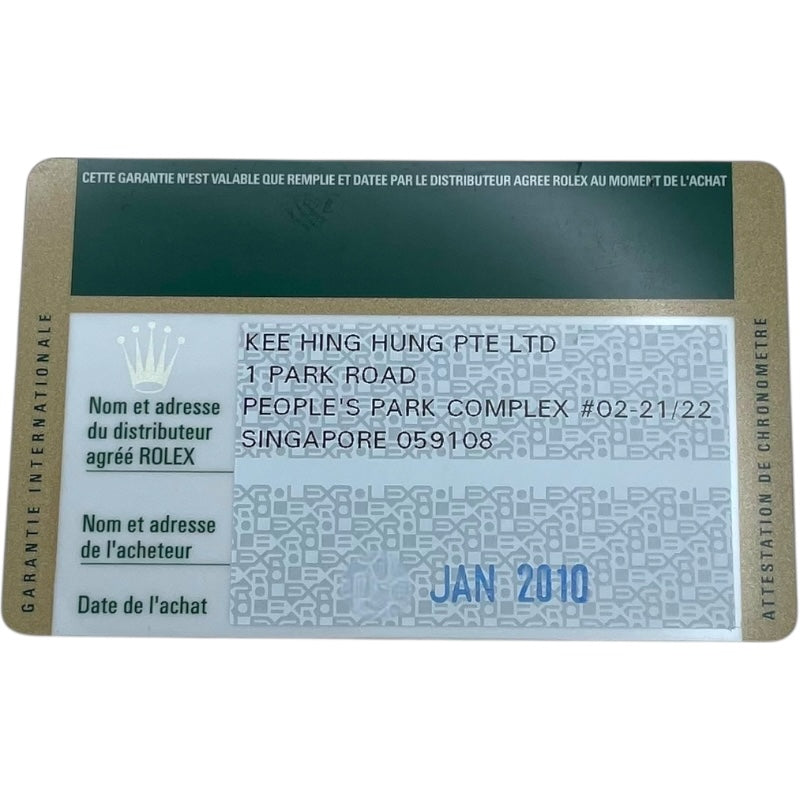 CETTE GARANTIE N'EST VALABLE QUE REMPLIE ET DATEE PAR LE DISTRIBUTEUR AGREE ROLEX AU MOMENT DE L'ACHAT
GARANTIE INTERNATIONALE
Nom et adresse
du distributeur
agréé ROLEX
KEE HING HUNG PTE LTD
1 PARK ROAD
PEOPLE'S PARK COMPLEX #02-21/22
SINGAPORE 059108
Nom et adresse
de l'acheteur
Date de l'achat
JAN 2010
ATTESTATION DE CHRONOMETRE